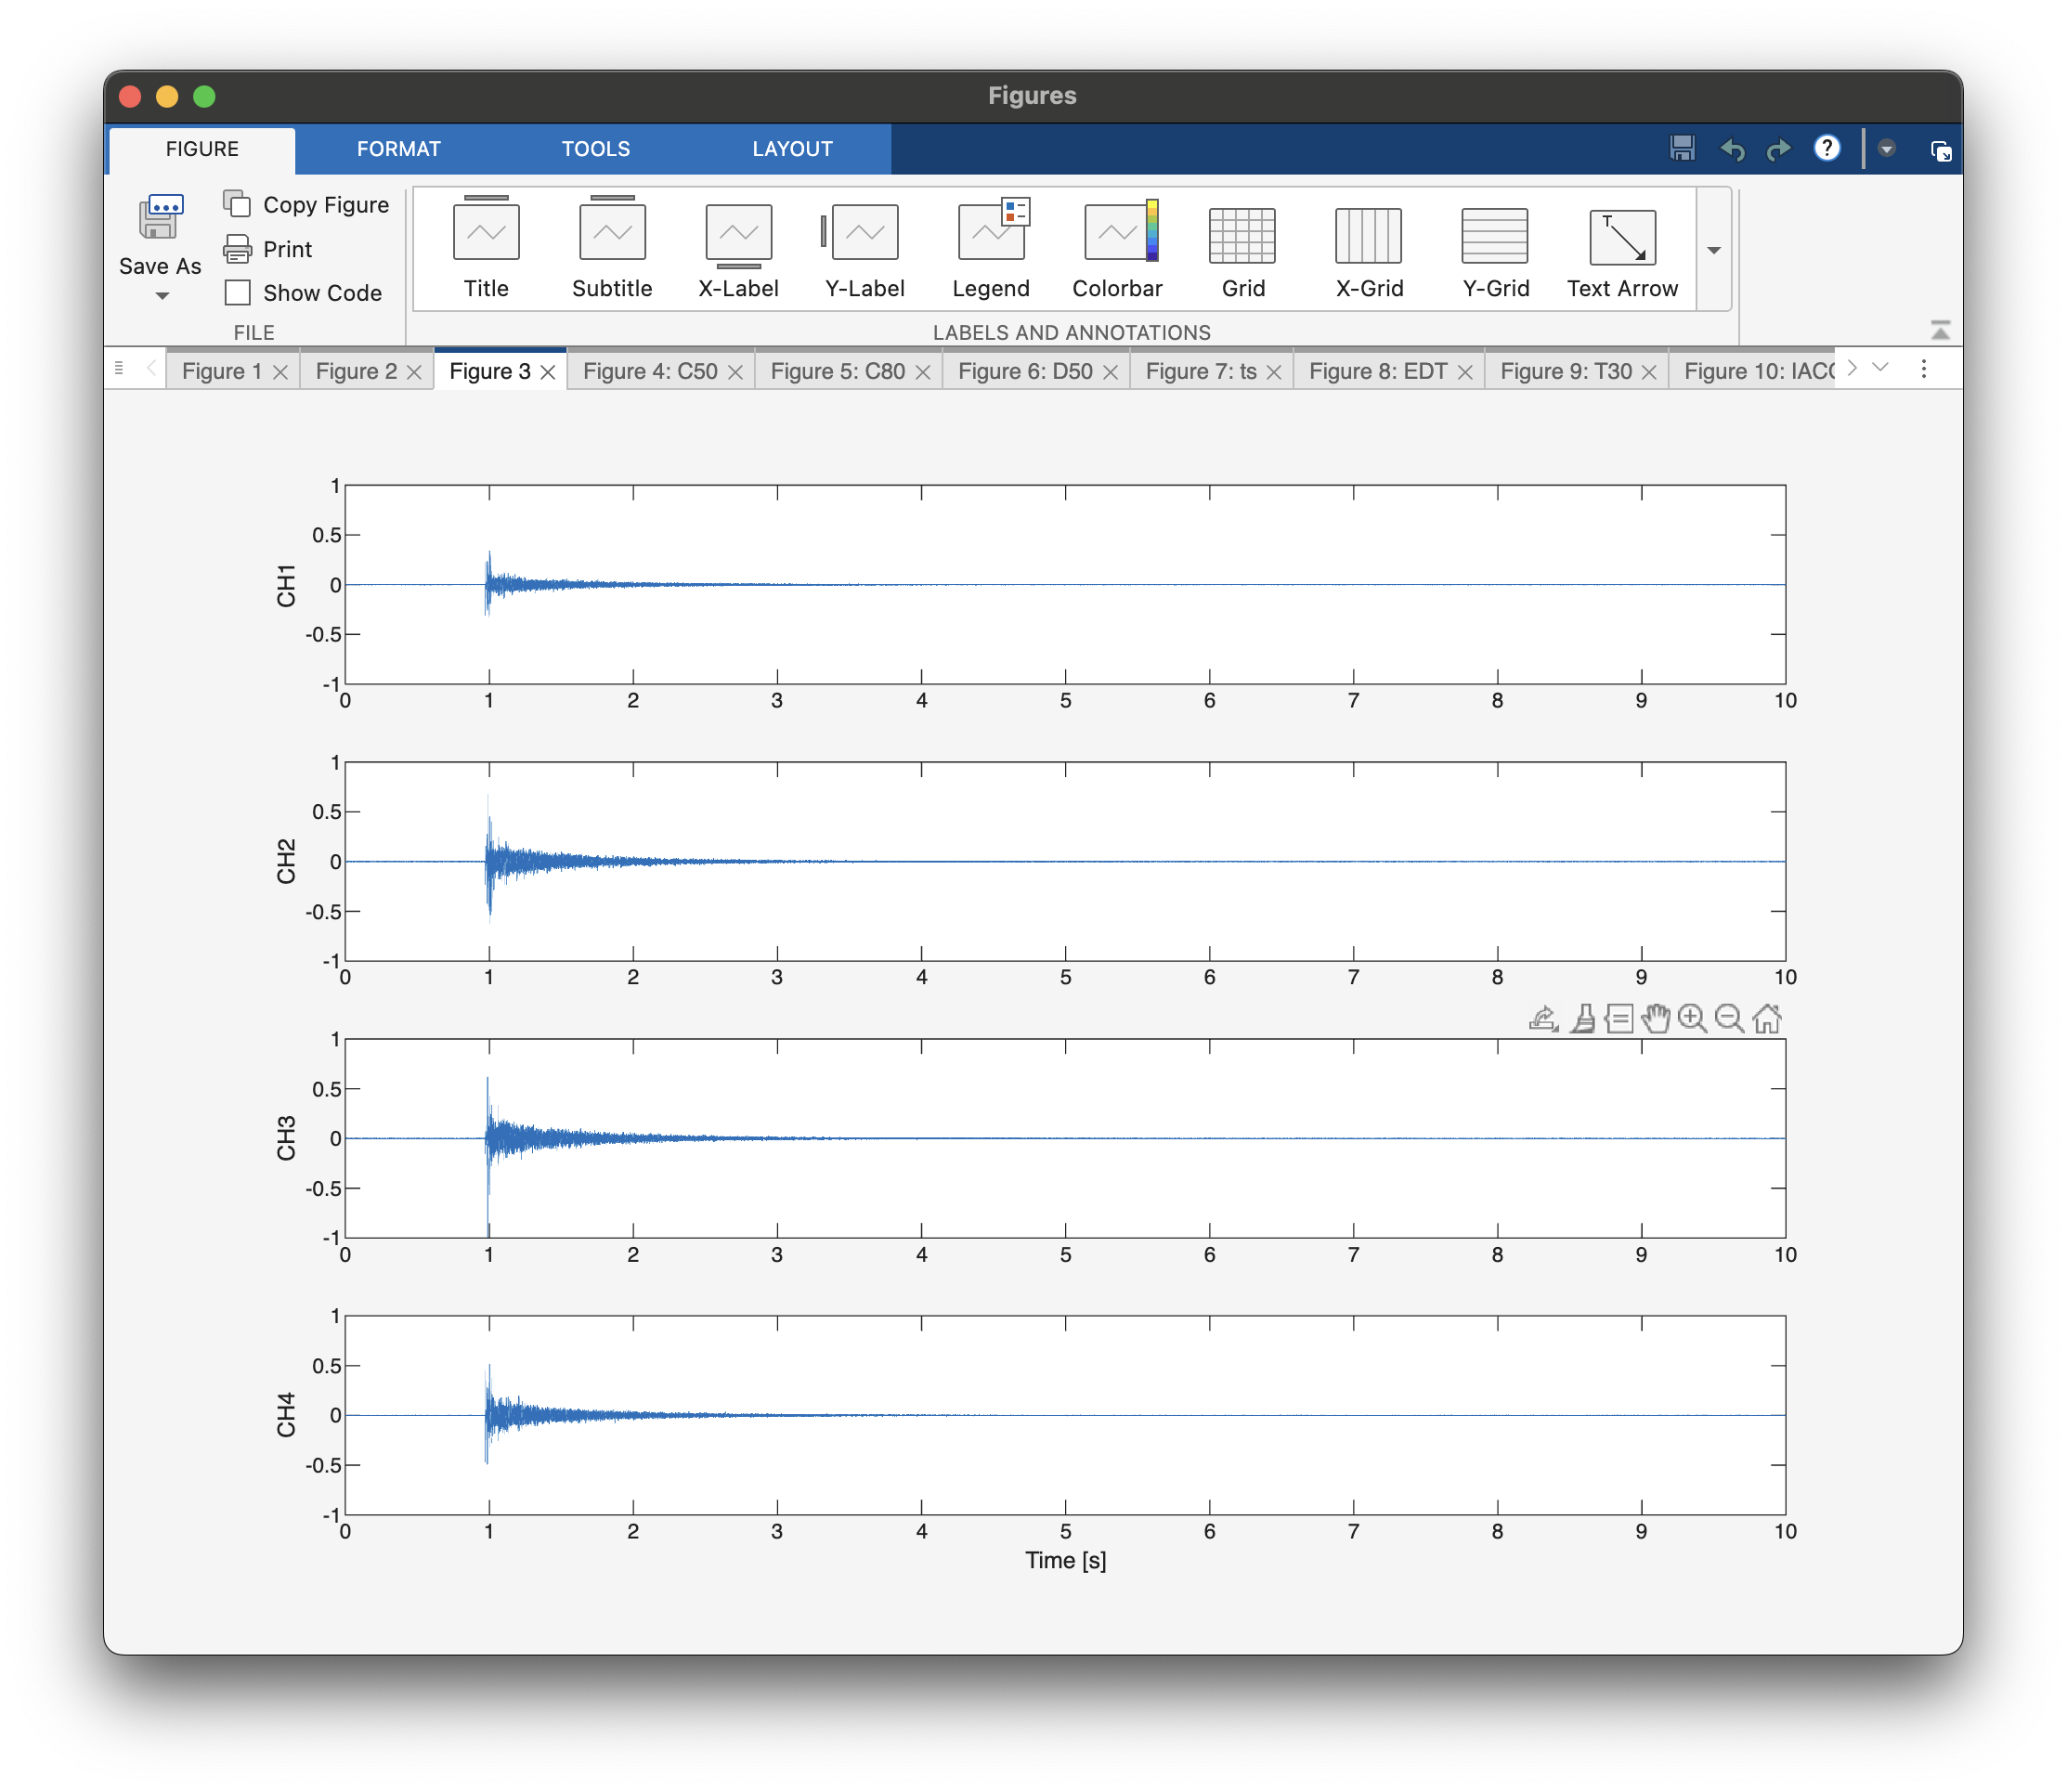 Figures
FIGURE FORMAT TOOLS LAYOUT
Save As
Copy Figure
Print
Show Code
FILE
Title Subtitle X-Label Y-Label Legend Colorbar Grid X-Grid Y-Grid Text Arrow
LABELS AND ANNOTATIONS
Figure 1 Figure 2 Figure 3 Figure 4: C50 Figure 5: C80 Figure 6: D50 Figure 7: ts Figure 8: EDT Figure 9: T30 Figure 10: IACC
1
0.5
0
-0.5
-1
CH1
0 1 2 3 4 5 6 7 8 9 10
1
0.5
0
-0.5
-1
CH2
0 1 2 3 4 5 6 7 8 9 10
1
0.5
0
-0.5
-1
CH3
0 1 2 3 4 5 6 7 8 9 10
1
0.5
0
-0.5
-1
CH4
0 1 2 3 4 5 6 7 8 9 10
Time [s]